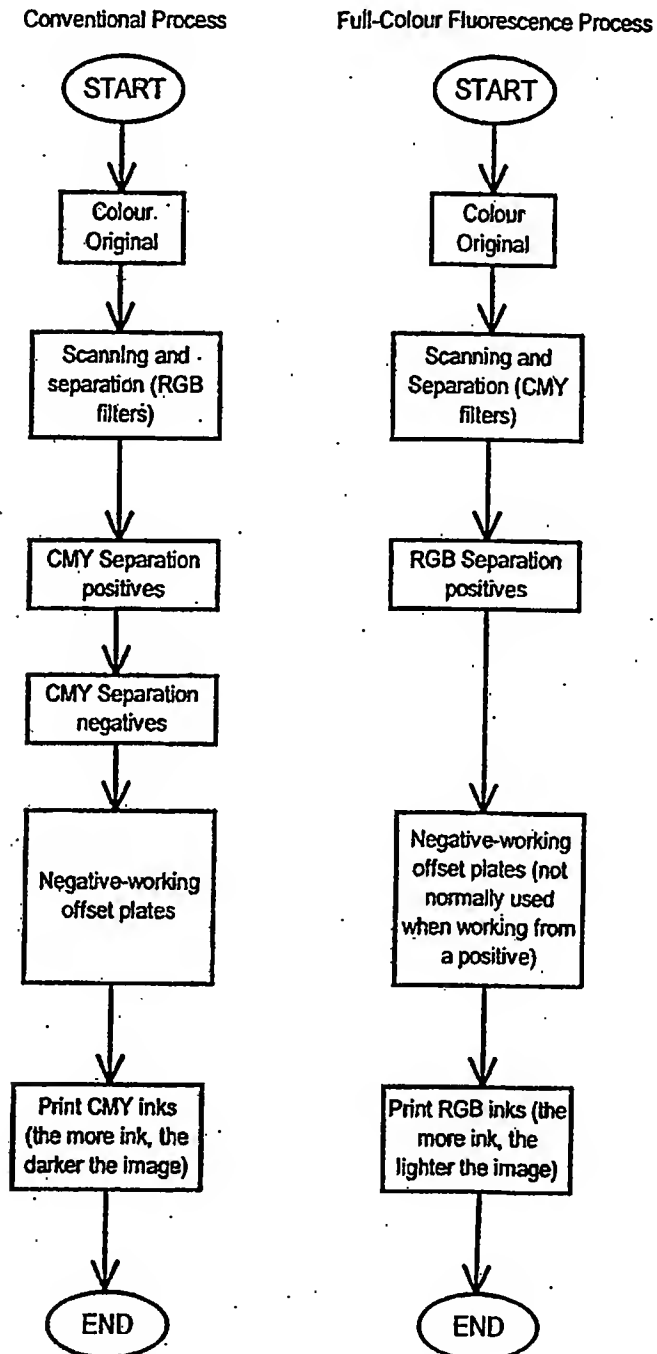 Conventional Process
START
Colour.
Original
Scanning and
separation (RGB
filters)
CMY Separation
positives
CMY Separation
negatives
Negative-working
offset plates
Print CMY inks
(the more ink, the
darker the image)
END
Full-Colour Fluorescence Process
START
Colour
Original
Scanning and
Separation (CMY
filters)
RGB Separation
positives
Negative-working
offset plates (not
normally used
when working from
a positive)
Print RGB inks (the
more ink, the
lighter the image)
END